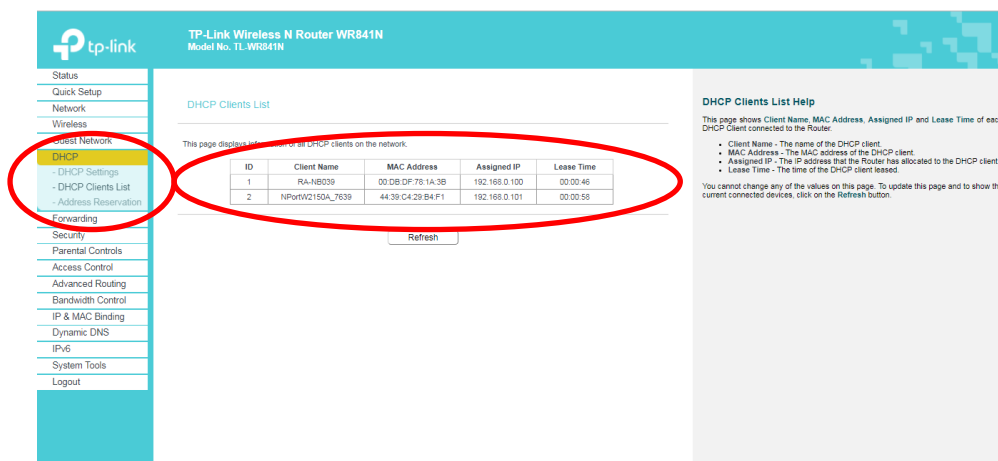 tp-link
TP-Link Wireless N Router WR841N
Model No. TL-WR841N
Status
Quick Setup
Network
Wireless
Guest Network
DHCP
- DHCP Settings
- DHCP Clients List
- Address Reservation
Forwarding
Security
Parental Controls
Access Control
Advanced Routing
Bandwidth Control
IP & MAC Binding
Dynamic DNS
IPv6
System Tools
Logout
DHCP Clients List
This page displays information of all DHCP clients on the network.
ID Client Name MAC Address Assigned IP Lease Time
1 RA-NB039 00:DB:DF:78:1A:3B 192.168.0.100 00:00:46
2 NPortW2150A_7639 44:39:C4:29:B4:F1 192.168.0.101 00:00:58
Refresh
DHCP Clients List Help
This page shows Client Name, MAC Address, Assigned IP and Lease Time of eac
DHCP Client connected to the Router.
• Client Name - The name of the DHCP client.
• MAC Address - The MAC address of the DHCP client.
• Assigned IP - The IP address that the Router has allocated to the DHCP client
• Lease Time - The time of the DHCP client leased.
You cannot change any of the values on this page. To update this page and to show th
current connected devices, click on the Refresh button.